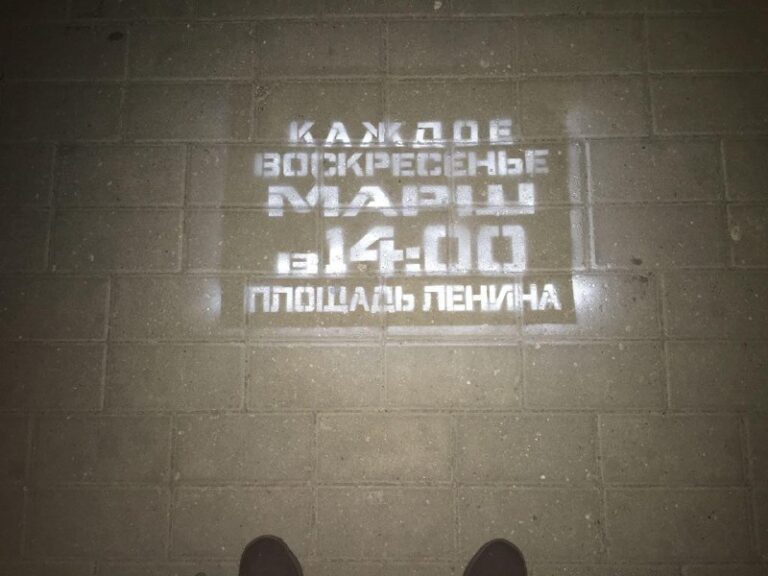 КАЖДОЕ
ВОСКРЕСЕНЬЕ
МАРШ
в 14:00
ПЛОЩАДЬ ЛЕНИНА